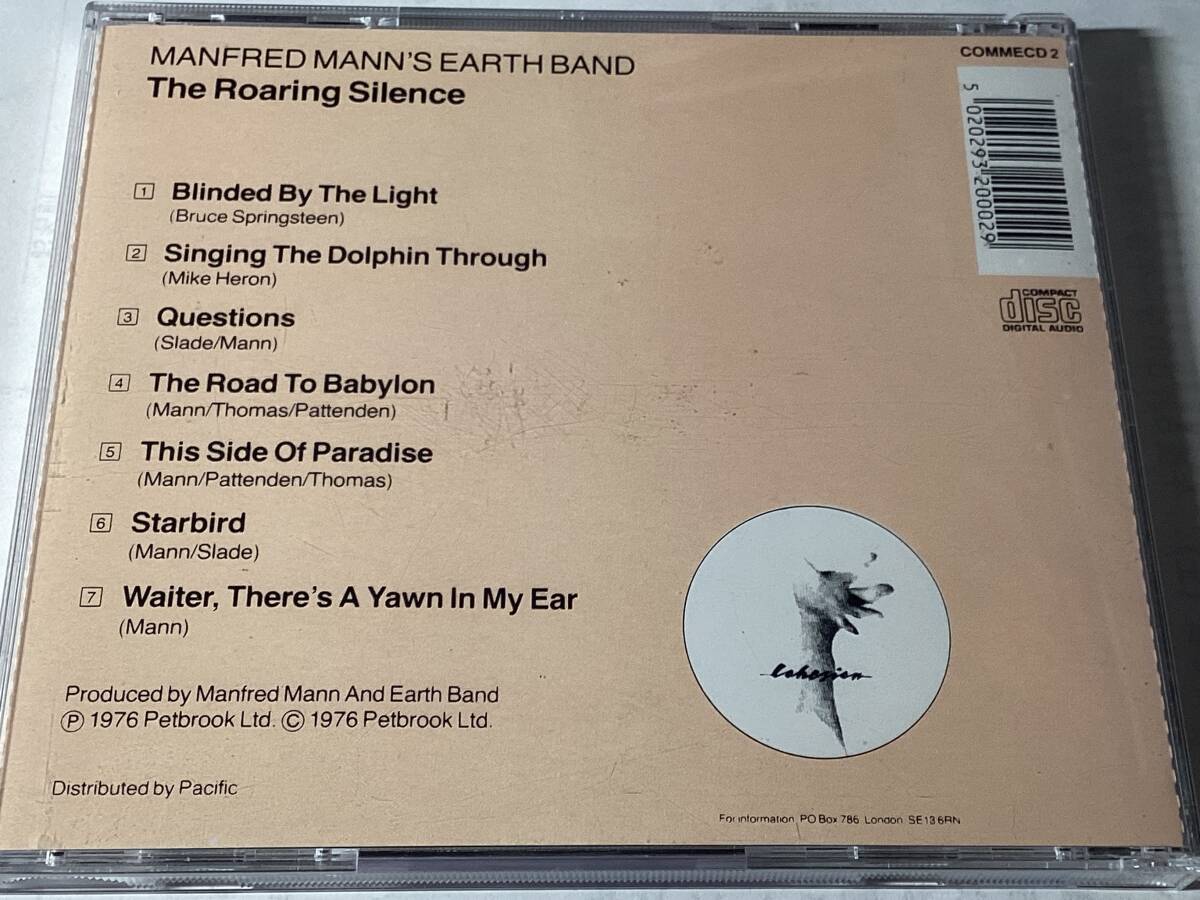 MANFRED MANN'S EARTH BAND
The Roaring Silence
COMMECD 2
5 020293 200029
COMPACT
disc
DIGITAL AUDIO
1 Blinded By The Light
(Bruce Springsteen)
2 Singing The Dolphin Through
(Mike Heron)
3 Questions
(Slade/Mann)
4 The Road To Babylon
(Mann/Thomas/Pattenden)
5 This Side Of Paradise
(Mann/Pattenden/Thomas)
6 Starbird
(Mann/Slade)
7 Waiter, There's A Yawn In My Ear
(Mann)
Cohesion
Produced by Manfred Mann And Earth Band
Ⓟ 1976 Petbrook Ltd. © 1976 Petbrook Ltd.
Distributed by Pacific
For information PO Box 786 London SE13 6RN